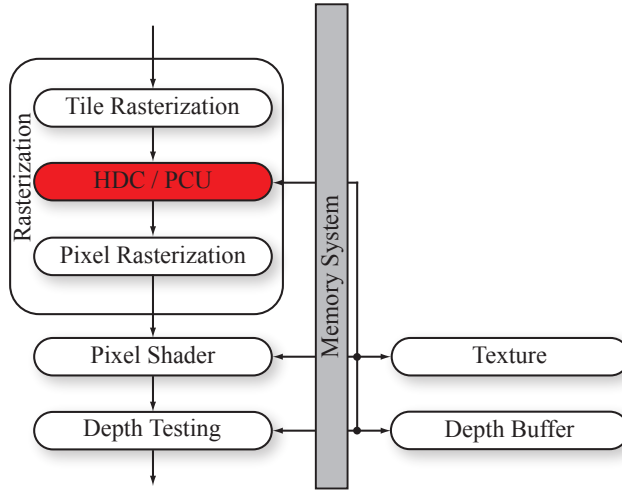 Rasterization
Tile Rasterization
HDC / PCU
Pixel Rasterization
Pixel Shader
Depth Testing
Memory System
Texture
Depth Buffer